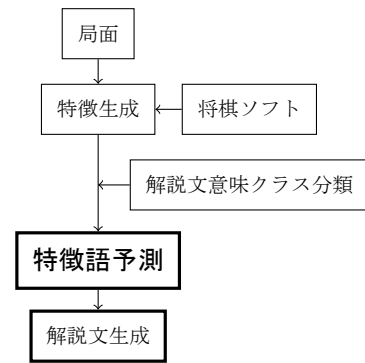 局面
特徴生成
将棋ソフト
解説文意味クラス分類
特徴語予測
解説文生成